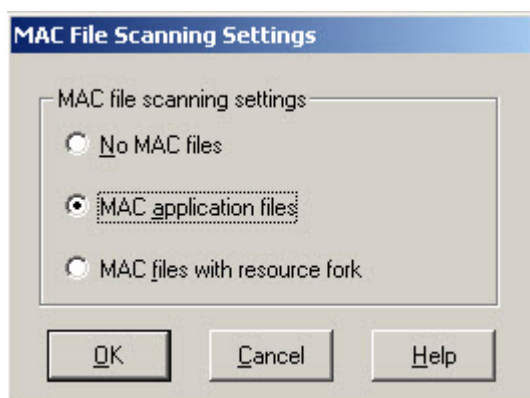 MAC File Scanning Settings
MAC file scanning settings
No MAC files
MAC application files
MAC files with resource fork
OK Cancel Help